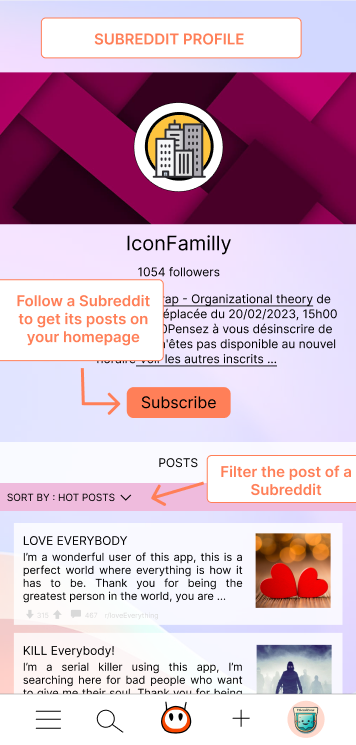 SUBREDDIT PROFILE
IconFamilly
1054 followers
Follow a Subreddit
to get its posts on
your homepage
rap - Organizational theory de
éplacée du 20/02/2023, 15h00
0Pensez à vous désinscrire de
'êtes pas disponible au nouvel
horaire Voir les autres inscrits ...
Subscribe
POSTS
Filter the post of a
Subreddit
SORT BY : HOT POSTS
LOVE EVERYBODY
I'm a wonderful user of this app, this is a
perfect world where everything is how it
has to be. Thank you for being the
greatest person in the world, you are ...
315 497 r/loveEverything
KILL Everybody!
I'm a serial killer using this app, I'm
searching here for bad people who want
to give me their soul. Thank you for being